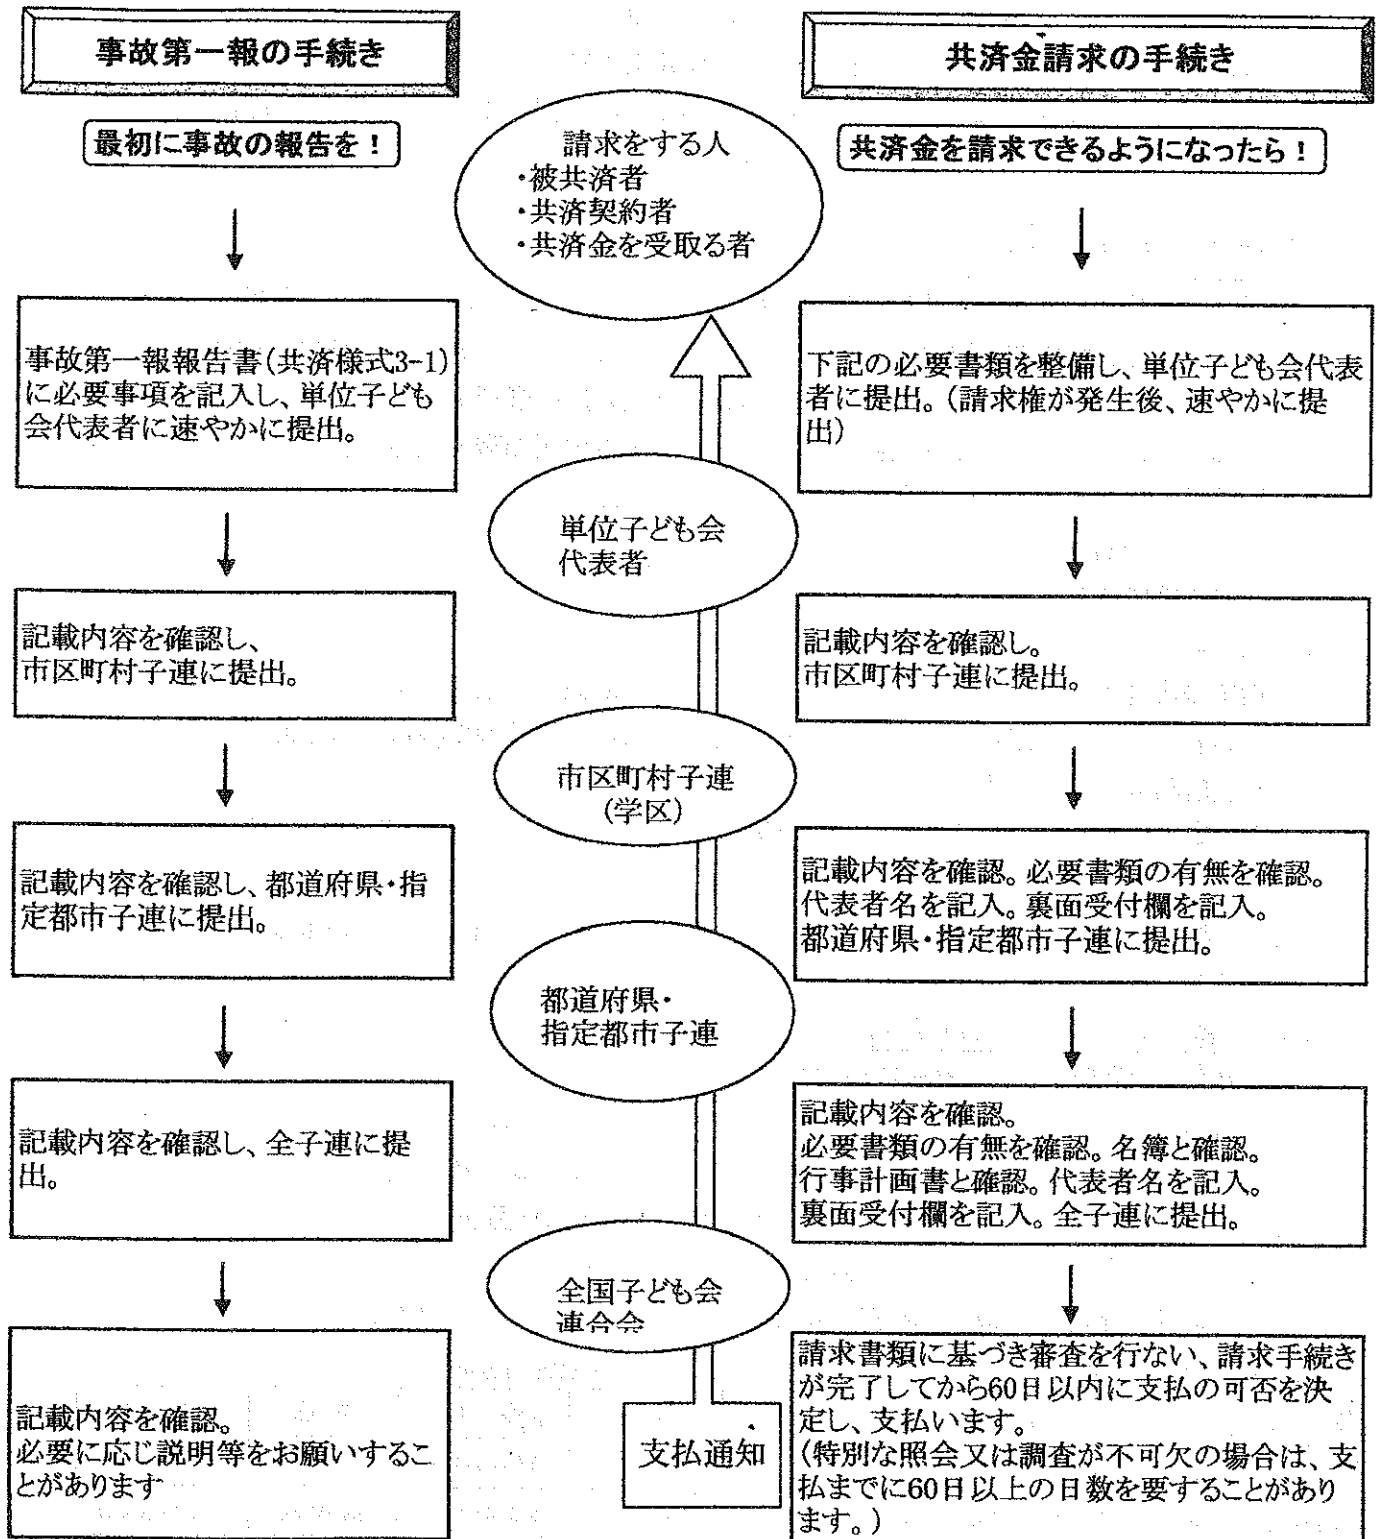 事故第一報の手続き
最初に事故の報告を！
事故第一報報告書(共済様式3-1)
に必要事項を記入し、単位子ども
会代表者に速やかに提出。
記載内容を確認し、
市区町村子連に提出。
記載内容を確認し、都道府県・指
定都市子連に提出。
記載内容を確認し、全子連に提
出。
記載内容を確認。
必要に応じ説明等をお願いするこ
とがあります
請求をする人
・被共済者
・共済契約者
・共済金を受取る者
単位子ども会
代表者
市区町村子連
(学区)
都道府県・
指定都市子連
全国子ども会
連合会
支払通知
共済金請求の手続き
共済金を請求できるようになったら！
下記の必要書類を整備し、単位子ども会代表
者に提出。(請求権が発生後、速やかに提
出)
記載内容を確認し。
市区町村子連に提出。
記載内容を確認。必要書類の有無を確認。
代表者名を記入。裏面受付欄を記入。
都道府県・指定都市子連に提出。
記載内容を確認。
必要書類の有無を確認。名簿と確認。
行事計画書と確認。代表者名を記入。
裏面受付欄を記入。全子連に提出。
請求書類に基づき審査を行ない、請求手続き
が完了してから60日以内に支払の可否を決
定し、支払います。
(特別な照会又は調査が不可欠の場合は、支
払までに60日以上の日数を要することがあり
ます。)